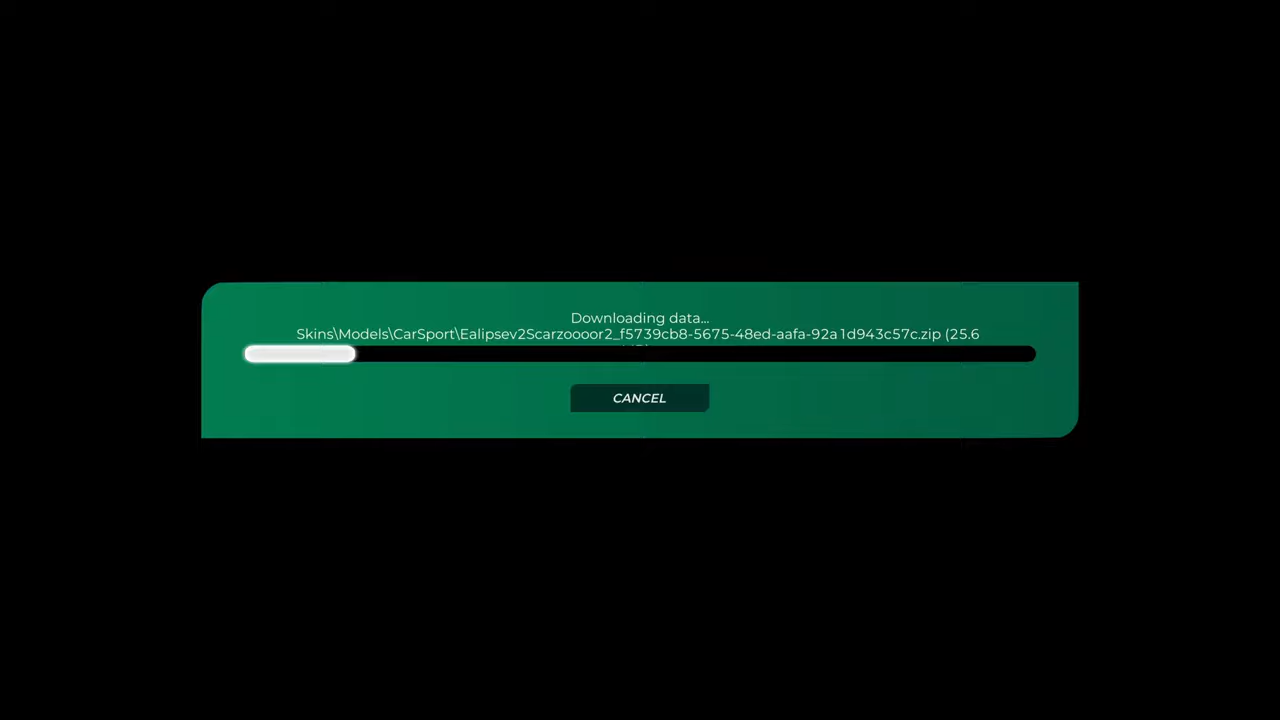 Downloading data...
Skins\Models\CarSport\Ealipsev2Scarzoooor2_f5739cb8-5675-48ed-aafa-92a1d943c57c.zip (25.6
CANCEL